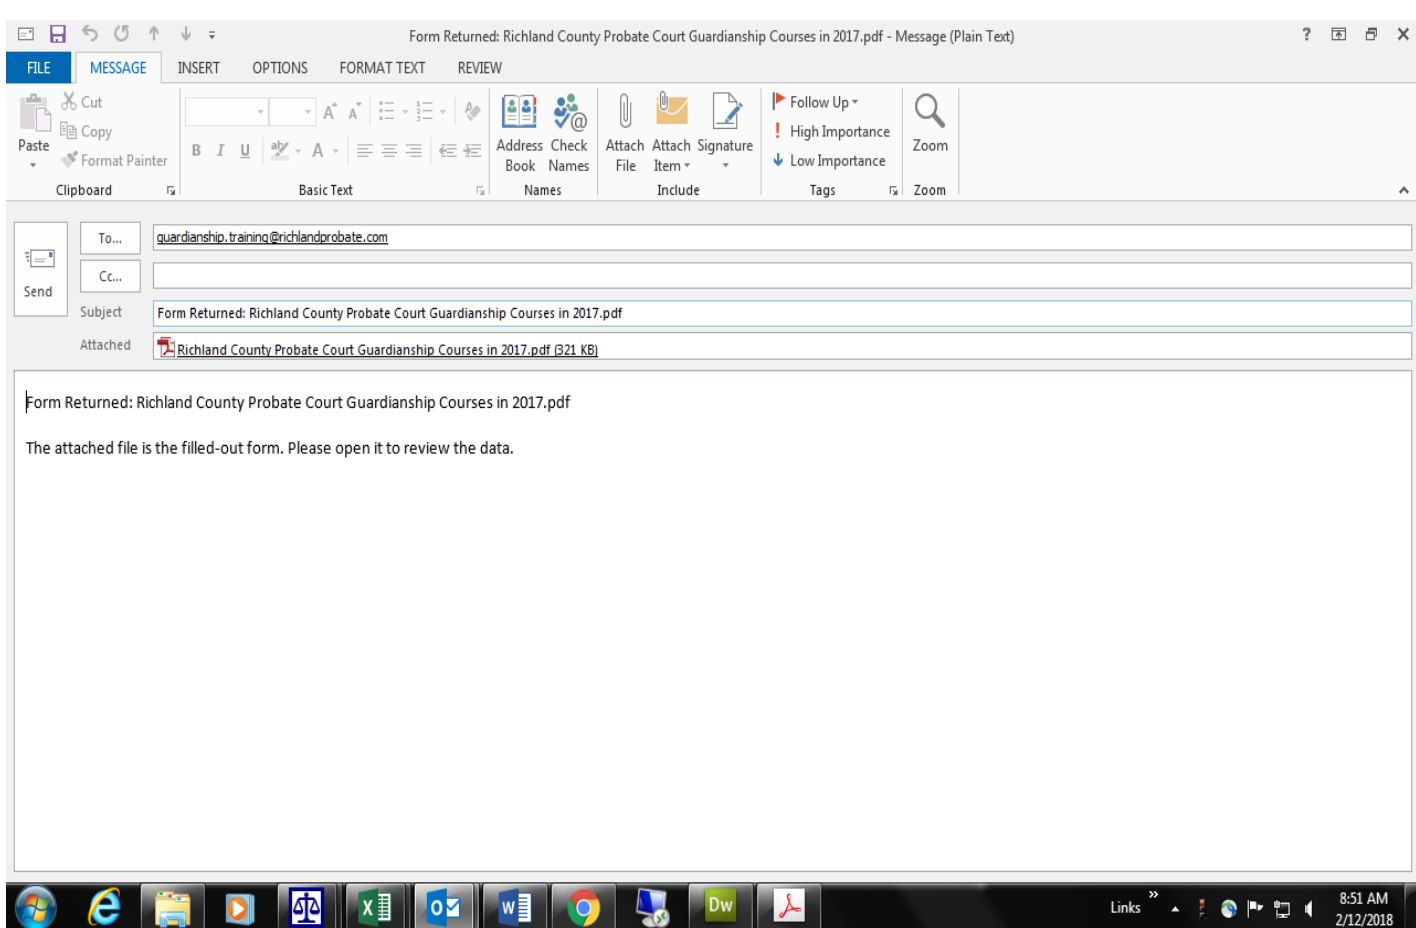 Form Returned: Richland County Probate Court Guardianship Courses in 2017.pdf - Message (Plain Text)
?
FILE MESSAGE INSERT OPTIONS FORMAT TEXT REVIEW
Paste
Cut
Copy
Format Painter
Clipboard
B I U
Basic Text
Address Book
Check Names
Names
Attach File
Attach Item
Signature
Include
Follow Up
High Importance
Low Importance
Tags
Zoom
Zoom
Send
To... guardianship.training@richlandprobate.com
Cc...
Subject Form Returned: Richland County Probate Court Guardianship Courses in 2017.pdf
Attached Richland County Probate Court Guardianship Courses in 2017.pdf (321 KB)
Form Returned: Richland County Probate Court Guardianship Courses in 2017.pdf
The attached file is the filled-out form. Please open it to review the data.
Dw
Links
8:51 AM
2/12/2018